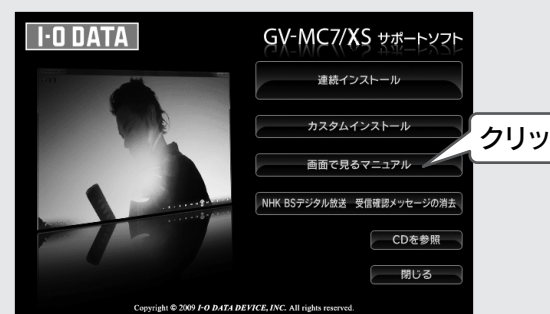 I-O DATA
GV-MC7/XS サポートソフト
連続インストール
カスタムインストール
画面で見るマニュアル
クリッ
NHK BSデジタル放送　受信確認メッセージの消去
CDを参照
閉じる
Copyright © 2009 I-O DATA DEVICE, INC. All rights reserved.